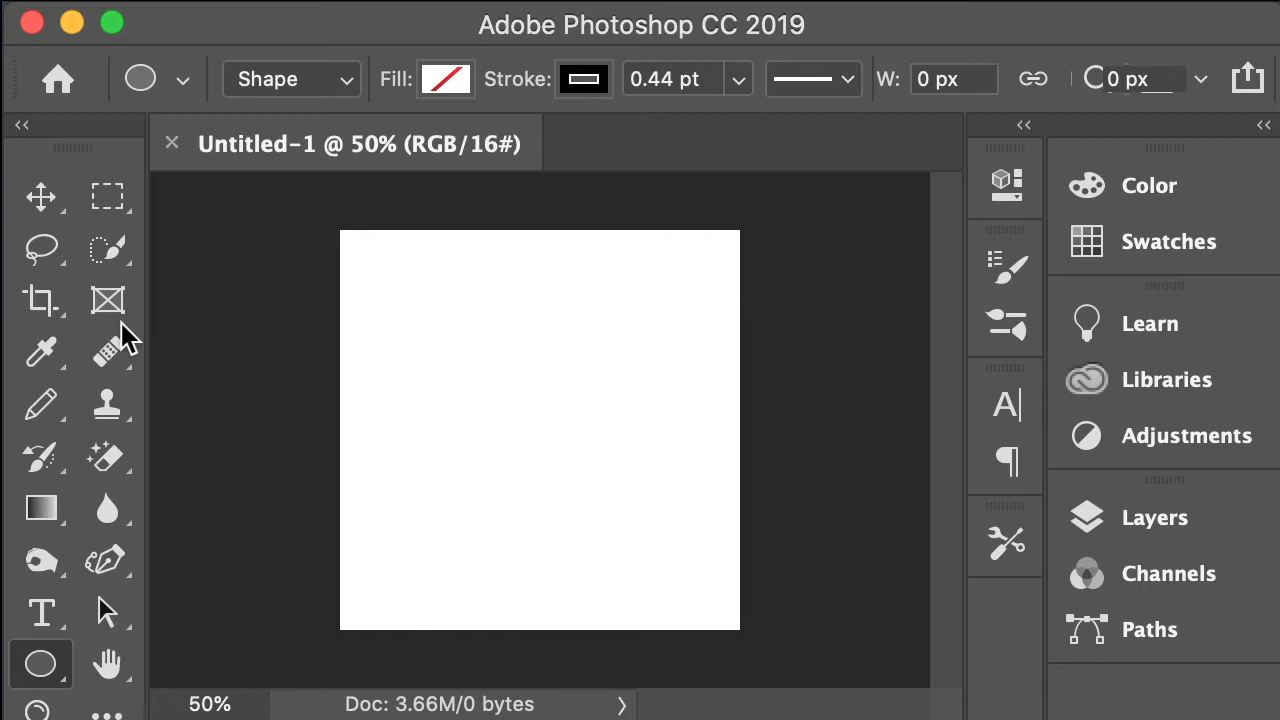 Adobe Photoshop CC 2019
Shape Fill: Stroke: 0.44 pt W: 0 px 0 px
Untitled-1 @ 50% (RGB/16#)
Color
Swatches
Learn
Libraries
Adjustments
Layers
Channels
Paths
50% Doc: 3.66M/0 bytes